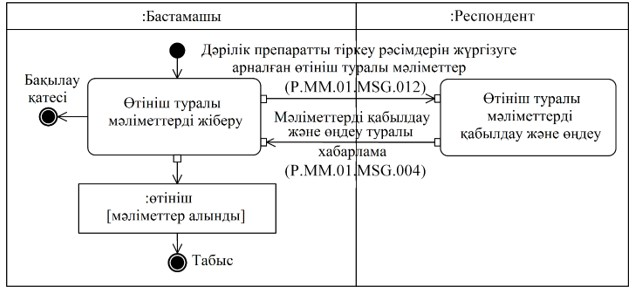 :Бастамашы
:Респондент
Дәрілік препаратты тіркеу рәсімдерін жүргізуге
арналған өтініш туралы мәліметтер
(P.MM.01.MSG.012)
Бақылау
қатесі
Өтініш туралы
мәліметтерді жіберу
Өтініш туралы
мәліметтерді
қабылдау және өңдеу
Мәліметтерді қабылдау
және өңдеу туралы
хабарлама
(P.MM.01.MSG.004)
:өтініш
[мәліметтер алынды]
Табыс